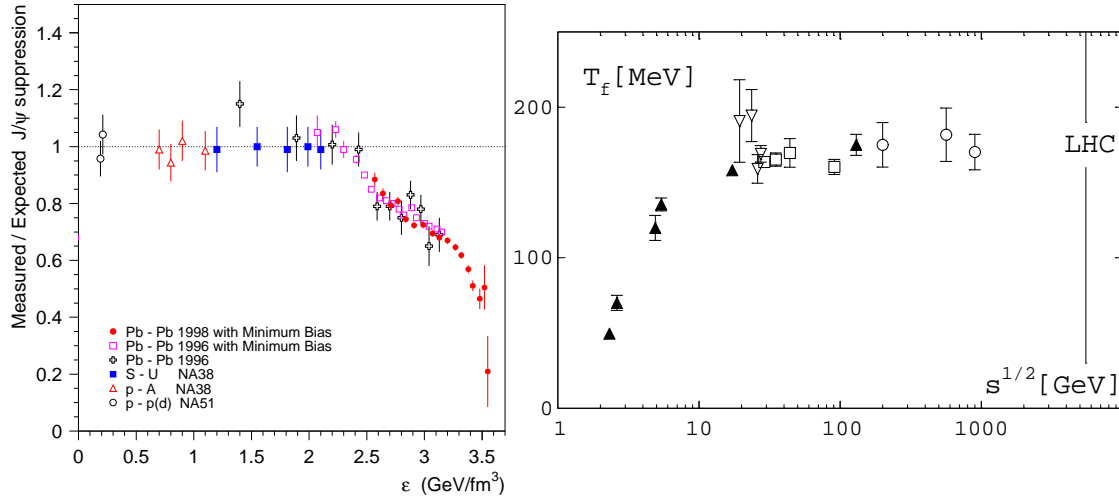 Measured / Expected J/ψ suppression
1.4
1.2
1
0.8
0.6
0.4
0.2
0
Pb - Pb 1998 with Minimum Bias
Pb - Pb 1996 with Minimum Bias
Pb - Pb 1996
S - U NA38
p - A NA38
p - p(d) NA51
0 0.5 1 1.5 2 2.5 3 3.5
ε (GeV/fm³)
T_f[MeV]
200
100
0
LHC
s^{1/2}[GeV]
1 10 100 1000